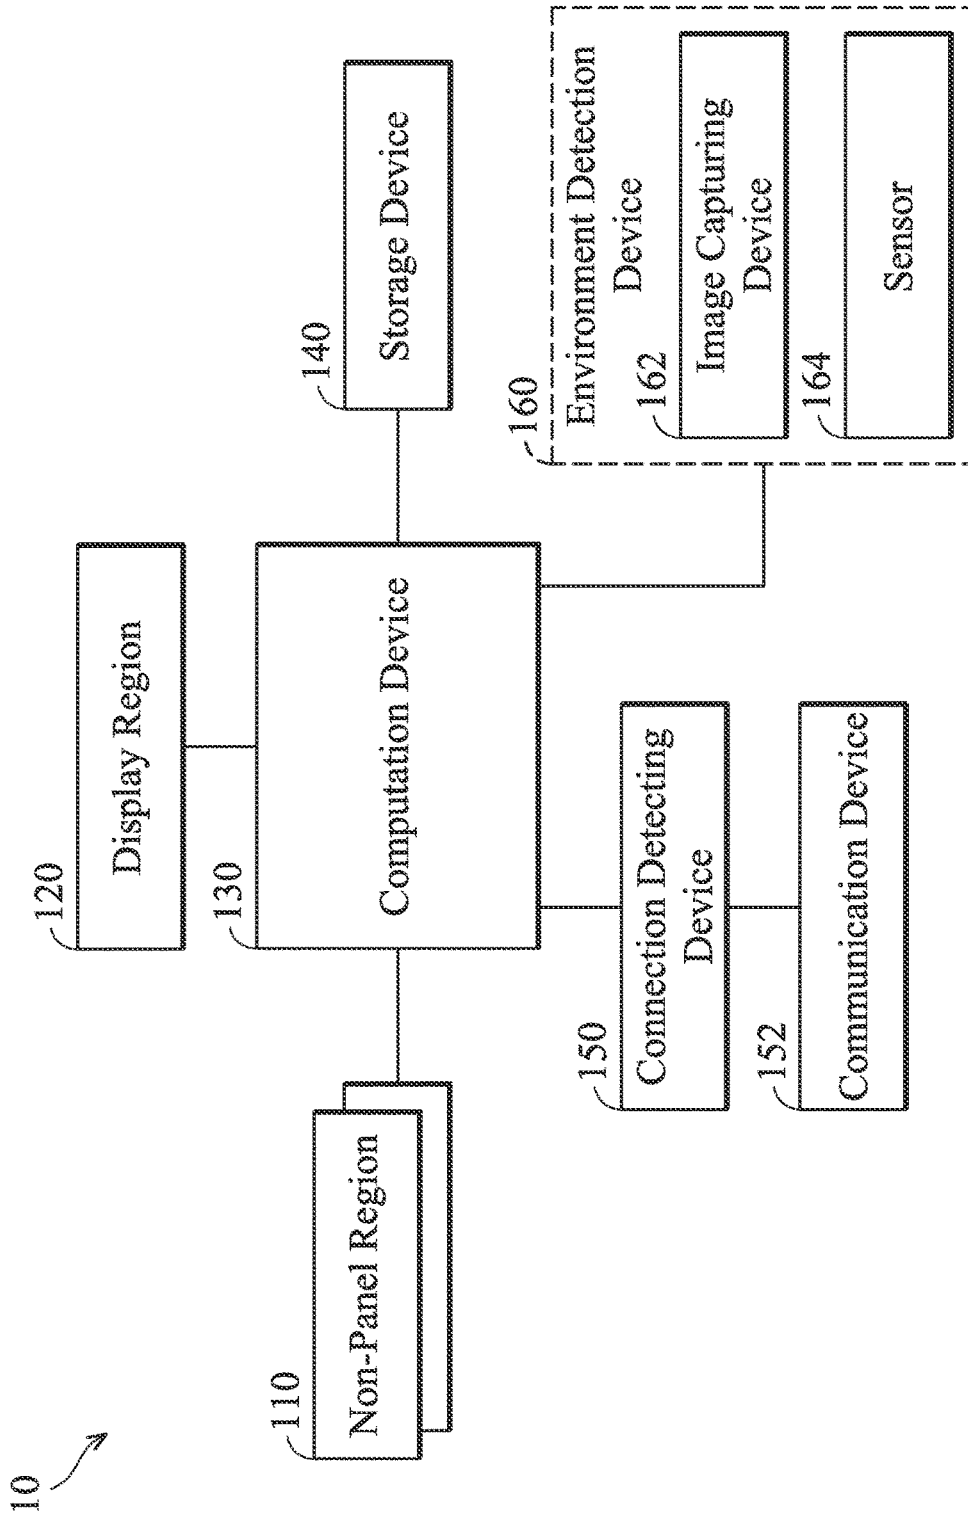 10
120
Display Region
110
Non-Panel Region
130
Computation Device
140
Storage Device
150
Connection Detecting
Device
152
Communication Device
160
Environment Detection
Device
162
Image Capturing
Device
164
Sensor